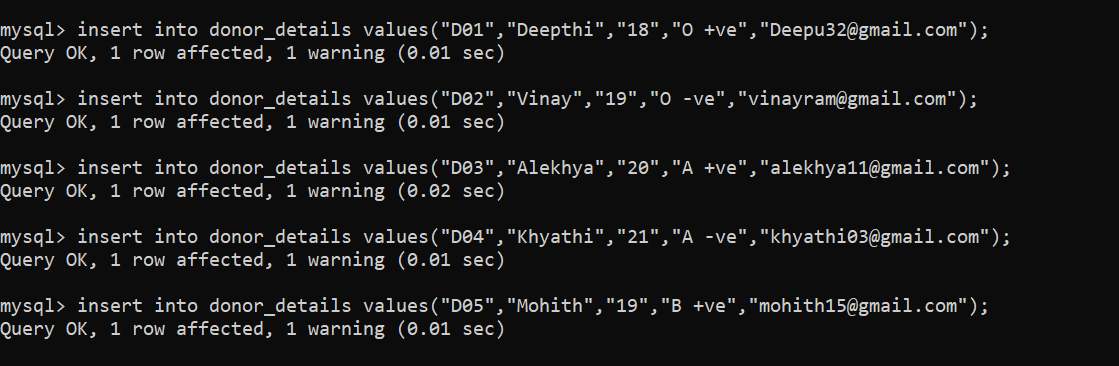 mysql> insert into donor_details values("D01","Deepthi","18","O +ve","Deepu32@gmail.com");
Query OK, 1 row affected, 1 warning (0.01 sec)
mysql> insert into donor_details values("D02","Vinay","19","O -ve","vinayram@gmail.com");
Query OK, 1 row affected, 1 warning (0.01 sec)
mysql> insert into donor_details values("D03","Alekhya","20","A +ve","alekhya11@gmail.com");
Query OK, 1 row affected, 1 warning (0.02 sec)
mysql> insert into donor_details values("D04","Khyathi","21","A -ve","khyathi03@gmail.com");
Query OK, 1 row affected, 1 warning (0.01 sec)
mysql> insert into donor_details values("D05","Mohith","19","B +ve","mohith15@gmail.com");
Query OK, 1 row affected, 1 warning (0.01 sec)